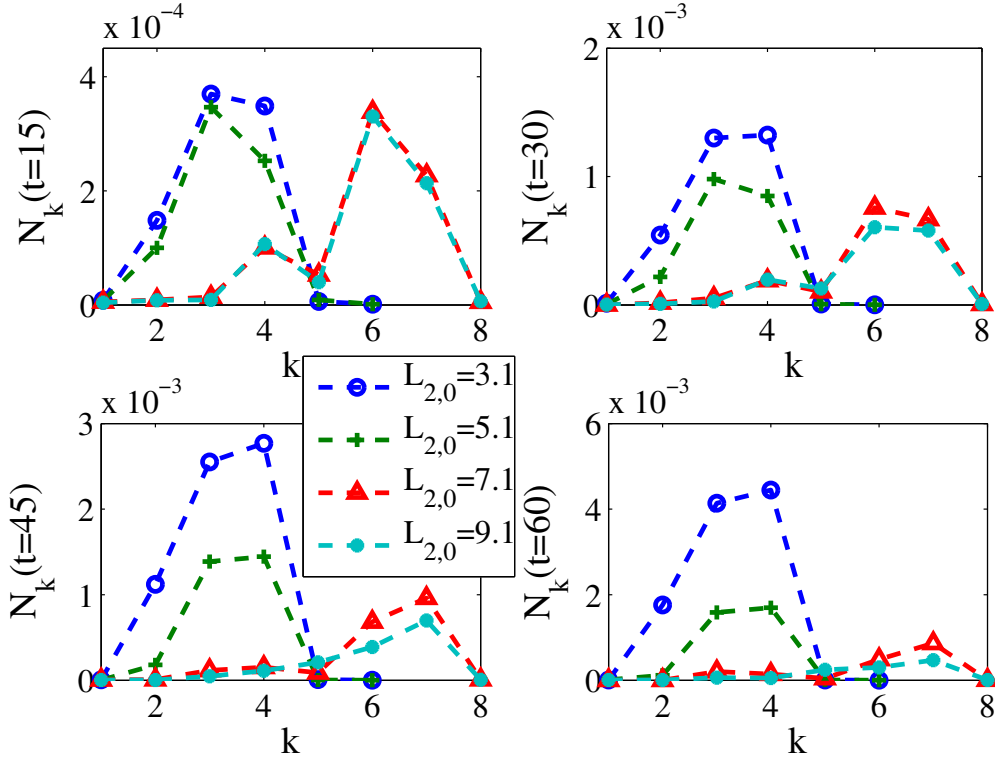 x 10^-4
N_k(t=15)
4
2
0
2 4 6 8
k
x 10^-3
N_k(t=30)
2
1
0
2 4 6 8
k
L_2,0=3.1
L_2,0=5.1
L_2,0=7.1
L_2,0=9.1
x 10^-3
N_k(t=45)
3
2
1
0
2 4 6 8
k
x 10^-3
N_k(t=60)
6
4
2
0
2 4 6 8
k